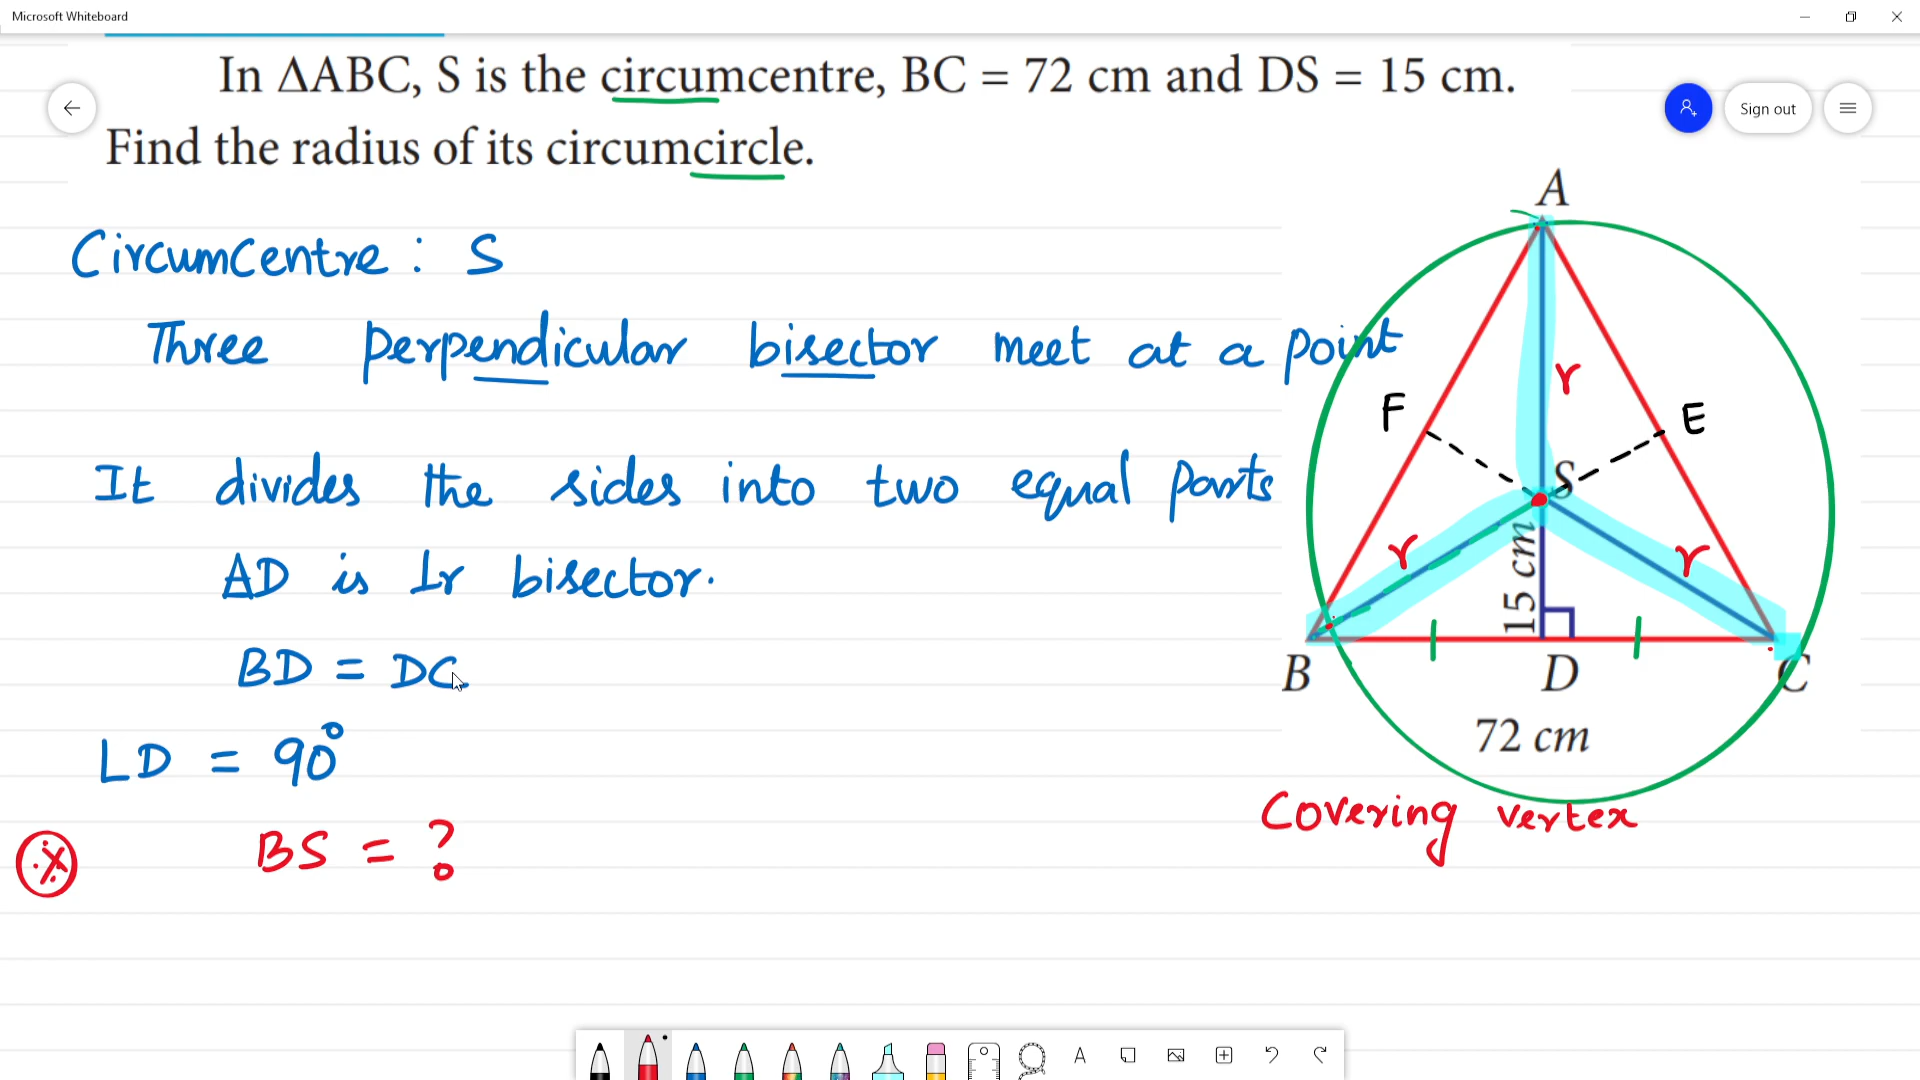 Microsoft Whiteboard
In ΔABC, S is the circumcentre, BC = 72 cm and DS = 15 cm.
Find the radius of its circumcircle.
Sign out
Circumcentre : S
Three perpendicular bisector meet at a point
It divides the sides into two equal parts
AD is ⊥r bisector.
BD = DC
∟D = 90°
BS = ?
A
F
E
r
S
r
r
15 cm
B
D
C
72 cm
Covering vertex
A